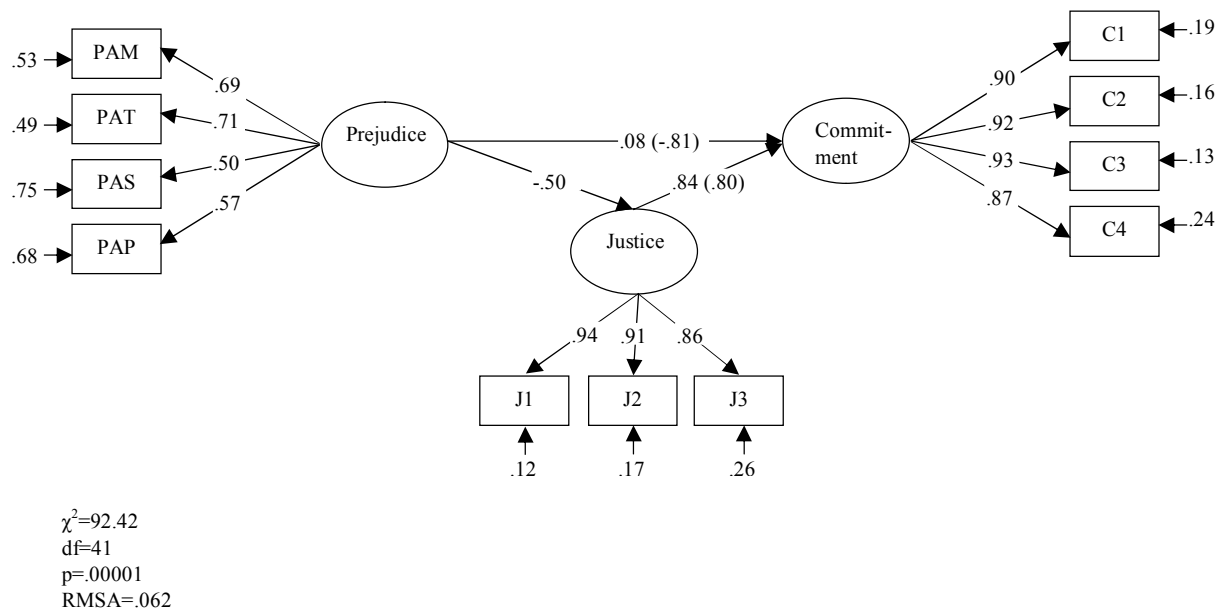 .53
PAM
.69
.49
PAT
.71
.75
PAS
.50
.68
PAP
.57
Prejudice
.08 (-.81)
-.50
.84 (.80)
Justice
.94
.91
.86
J1
J2
J3
.12
.17
.26
Commit-
ment
.90
C1
.19
.92
C2
.16
.93
C3
.13
.87
C4
.24
χ²=92.42
df=41
p=.00001
RMSA=.062